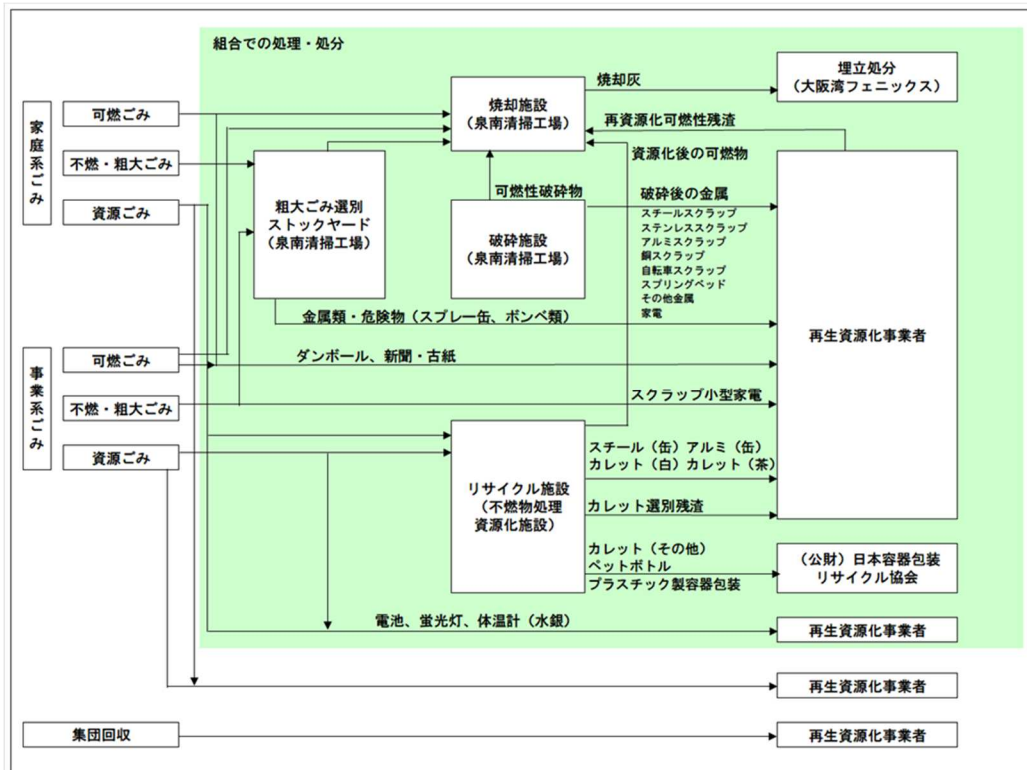 組合での処理・処分
家庭系ごみ
可燃ごみ
不燃・粗大ごみ
資源ごみ
事業系ごみ
可燃ごみ
不燃・粗大ごみ
資源ごみ
集団回収
粗大ごみ選別
ストックヤード
(泉南清掃工場)
焼却施設
(泉南清掃工場)
可燃性破砕物
破砕施設
(泉南清掃工場)
焼却灰
埋立処分
(大阪湾フェニックス)
再資源化可燃性残渣
資源化後の可燃物
破砕後の金属
スチールスクラップ
ステンレススクラップ
アルミスクラップ
銅スクラップ
自転車スクラップ
スプリングベッド
その他金属
家電
金属類・危険物(スプレー缶、ボンベ類)
ダンボール、新聞・古紙
スクラップ小型家電
再生資源化事業者
リサイクル施設
(不燃物処理
資源化施設)
スチール(缶)アルミ(缶)
カレット(白)カレット(茶)
カレット選別残渣
カレット(その他)
ペットボトル
プラスチック製容器包装
(公財)日本容器包装
リサイクル協会
電池、蛍光灯、体温計(水銀)
再生資源化事業者
再生資源化事業者
再生資源化事業者